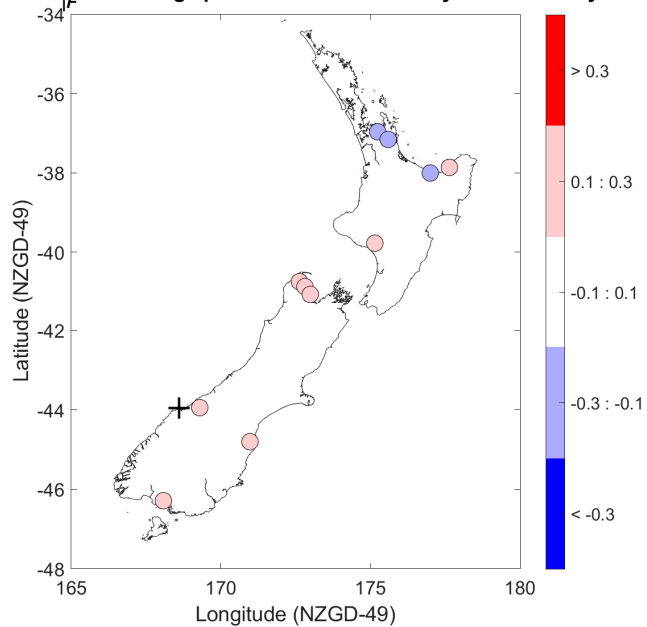 -34
-36
-38
-40
-42
-44
-46
-48
165
170
175
180
Latitude (NZGD-49)
Longitude (NZGD-49)
> 0.3
0.1 : 0.3
-0.1 : 0.1
-0.3 : -0.1
< -0.3